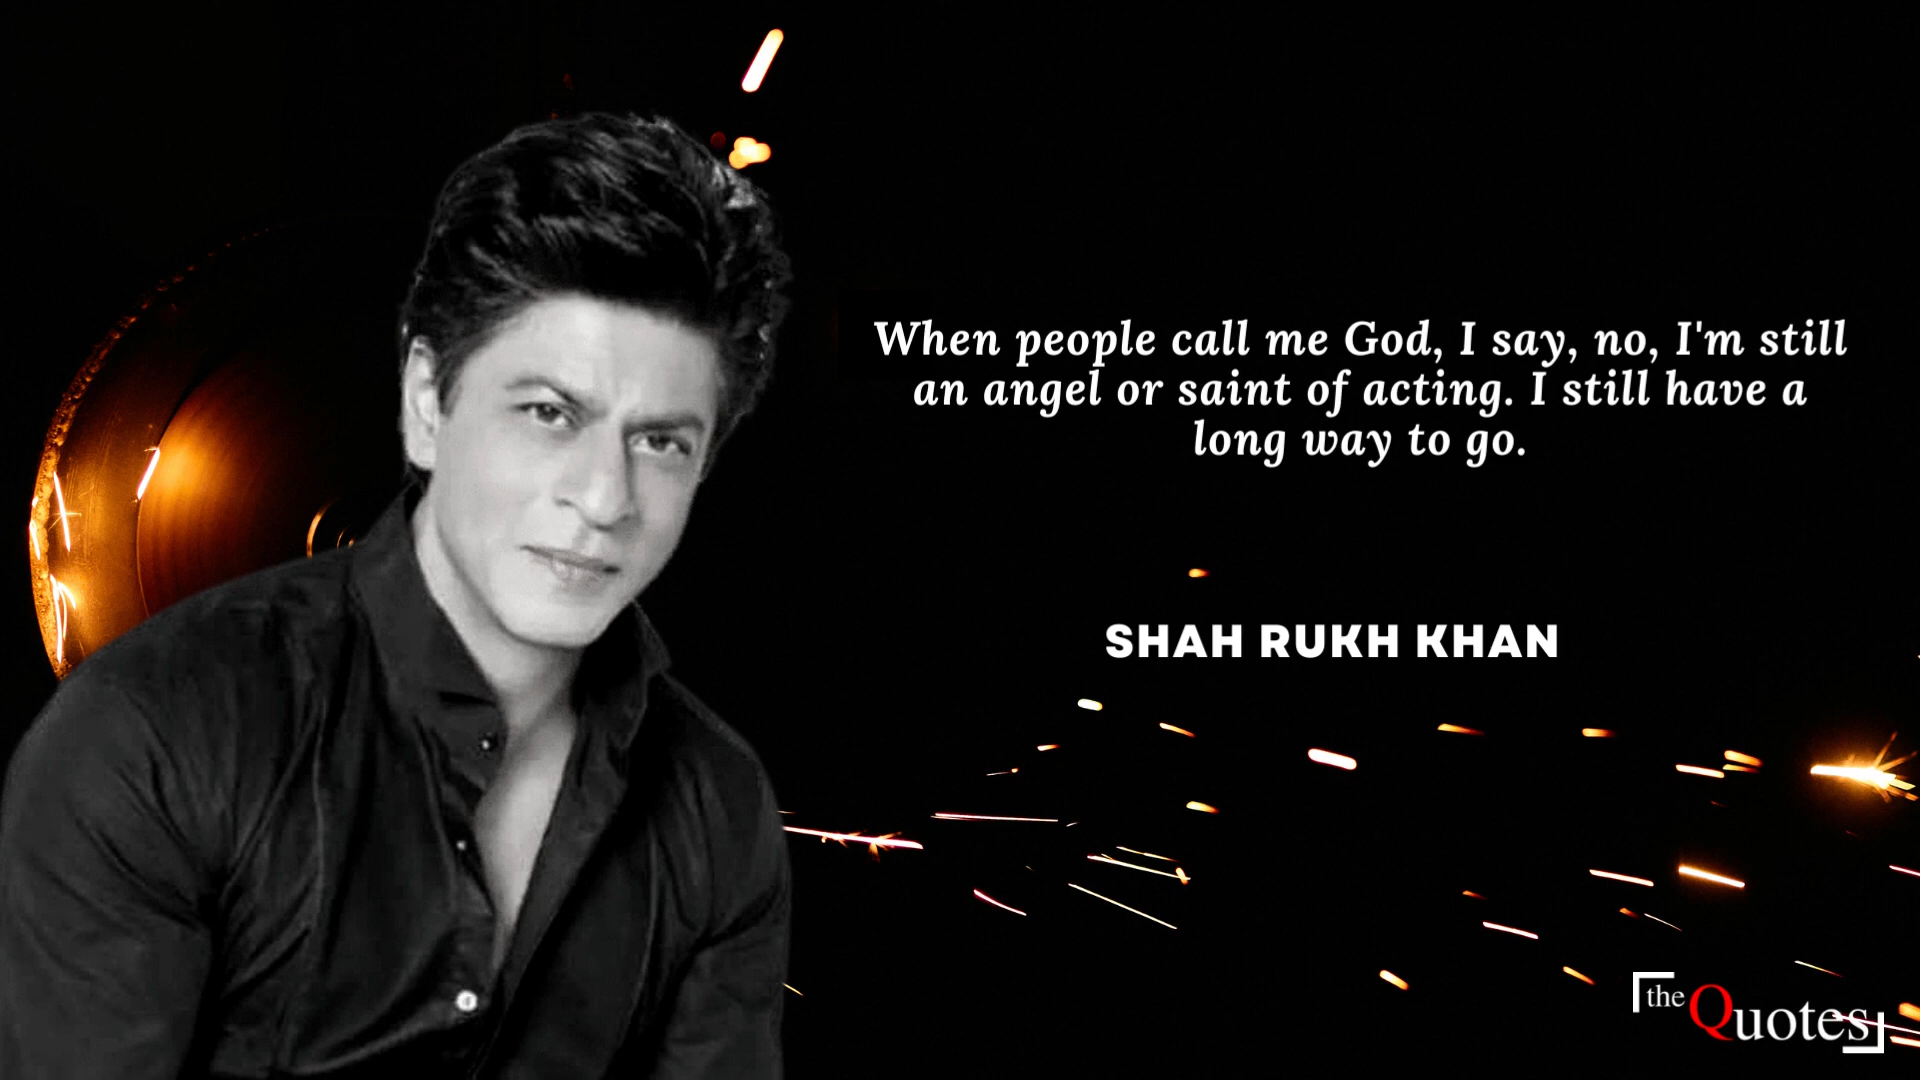 When people call me God, I say, no, I'm still
an angel or saint of acting. I still have a
long way to go.
SHAH RUKH KHAN
the Quotes